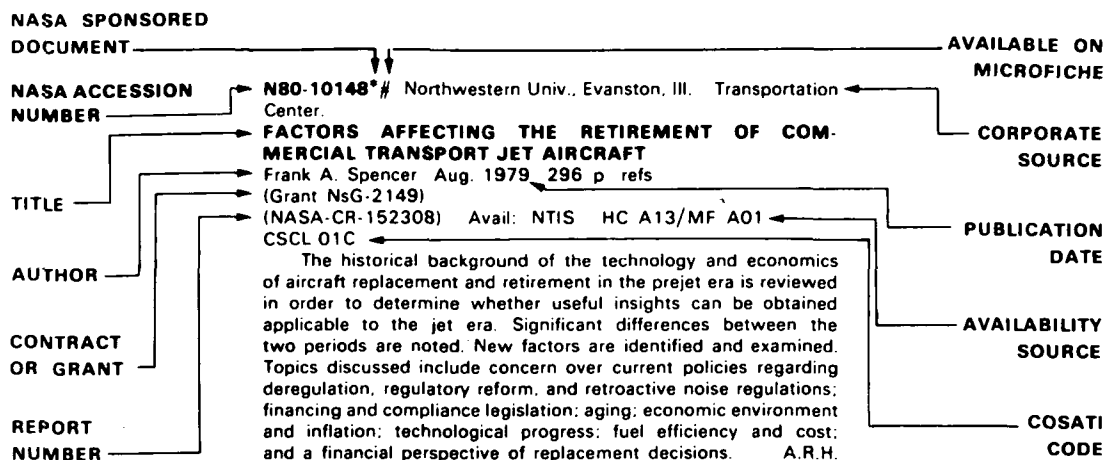 NASA SPONSORED
DOCUMENT
AVAILABLE ON
MICROFICHE
NASA ACCESSION
NUMBER
N80-10148*# Northwestern Univ., Evanston, Ill. Transportation
Center.
CORPORATE
SOURCE
FACTORS AFFECTING THE RETIREMENT OF COM-
MERCIAL TRANSPORT JET AIRCRAFT
TITLE
Frank A. Spencer Aug. 1979 296 p refs
(Grant NsG-2149)
(NASA-CR-152308) Avail: NTIS HC A13/MF A01
CSCL 01C
PUBLICATION
DATE
AUTHOR
The historical background of the technology and economics
of aircraft replacement and retirement in the prejet era is reviewed
in order to determine whether useful insights can be obtained
applicable to the jet era. Significant differences between the
two periods are noted. New factors are identified and examined.
Topics discussed include concern over current policies regarding
deregulation, regulatory reform, and retroactive noise regulations;
financing and compliance legislation; aging; economic environment
and inflation; technological progress; fuel efficiency and cost;
and a financial perspective of replacement decisions. A.R.H.
AVAILABILITY
SOURCE
CONTRACT
OR GRANT
REPORT
NUMBER
COSATI
CODE